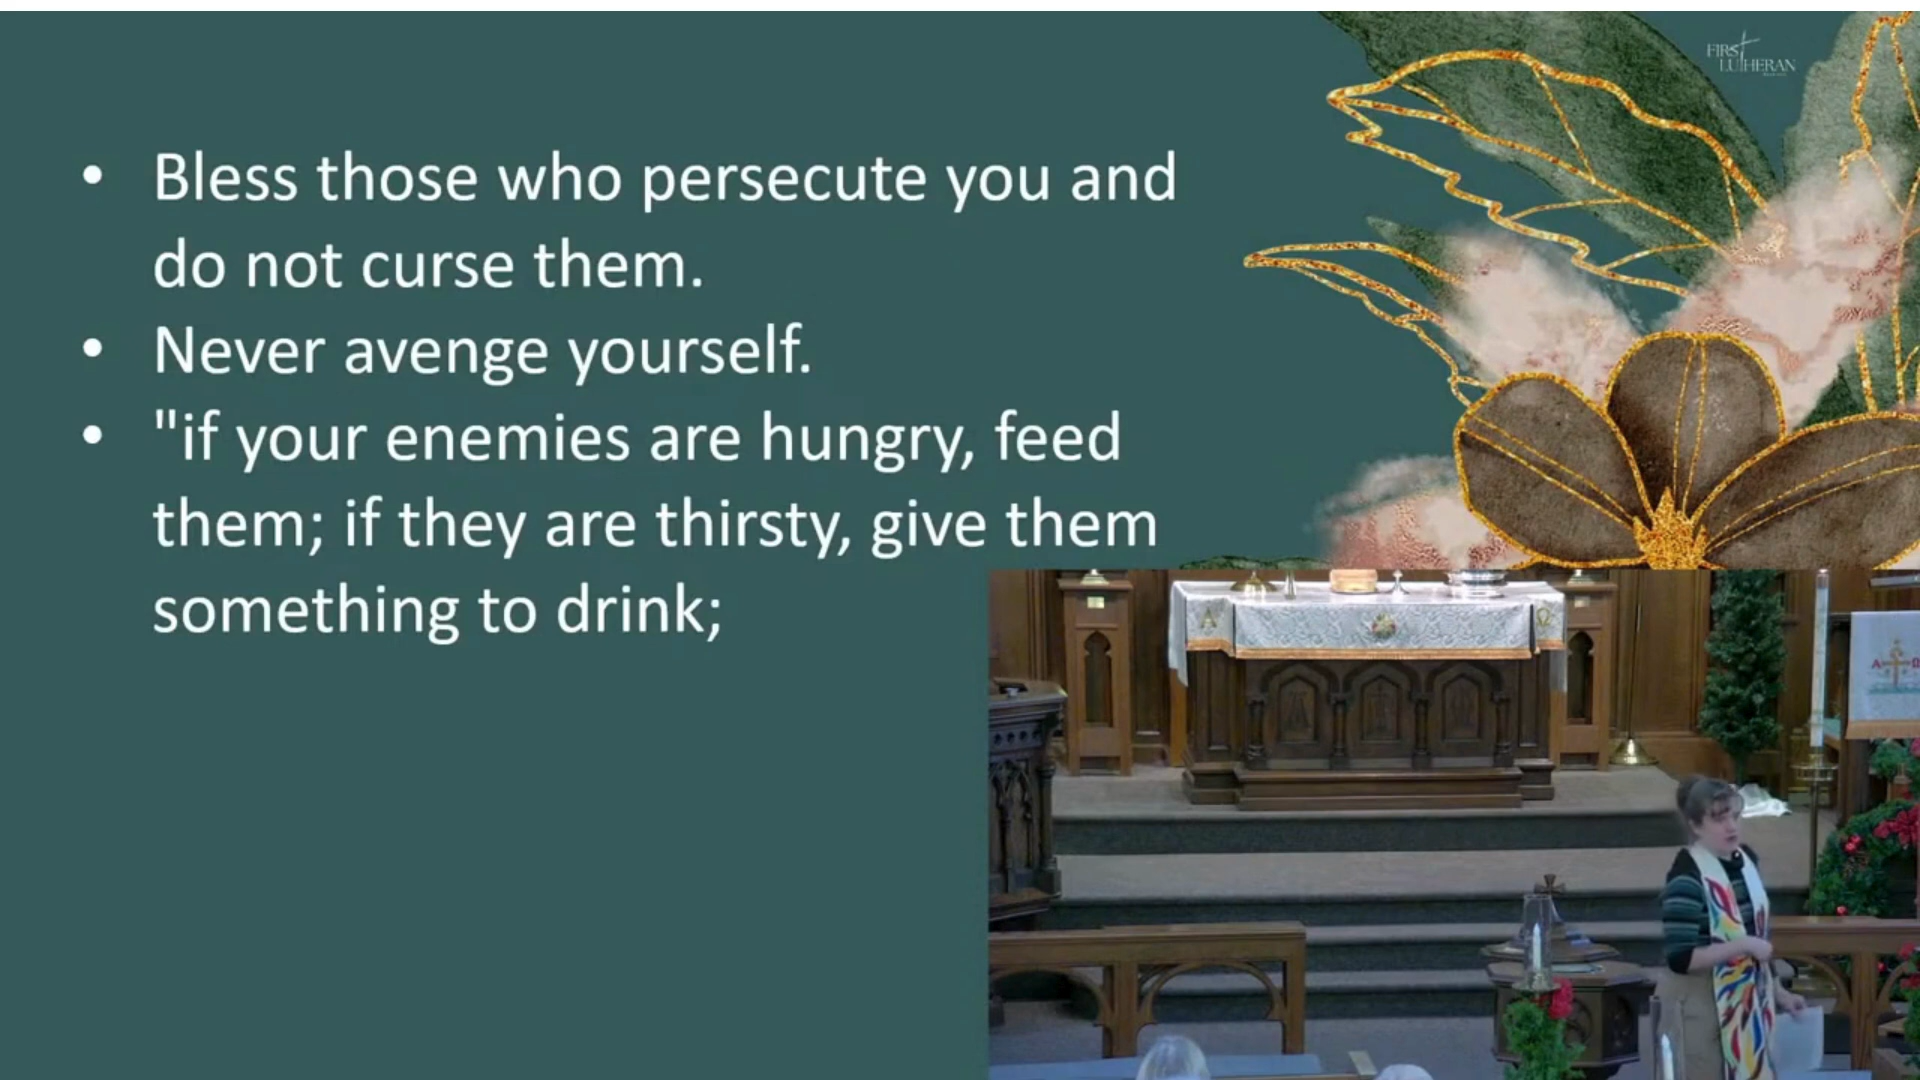 FIRST
LUTHERAN
• Bless those who persecute you and
do not curse them.
• Never avenge yourself.
• "if your enemies are hungry, feed
them; if they are thirsty, give them
something to drink;
Α Ω